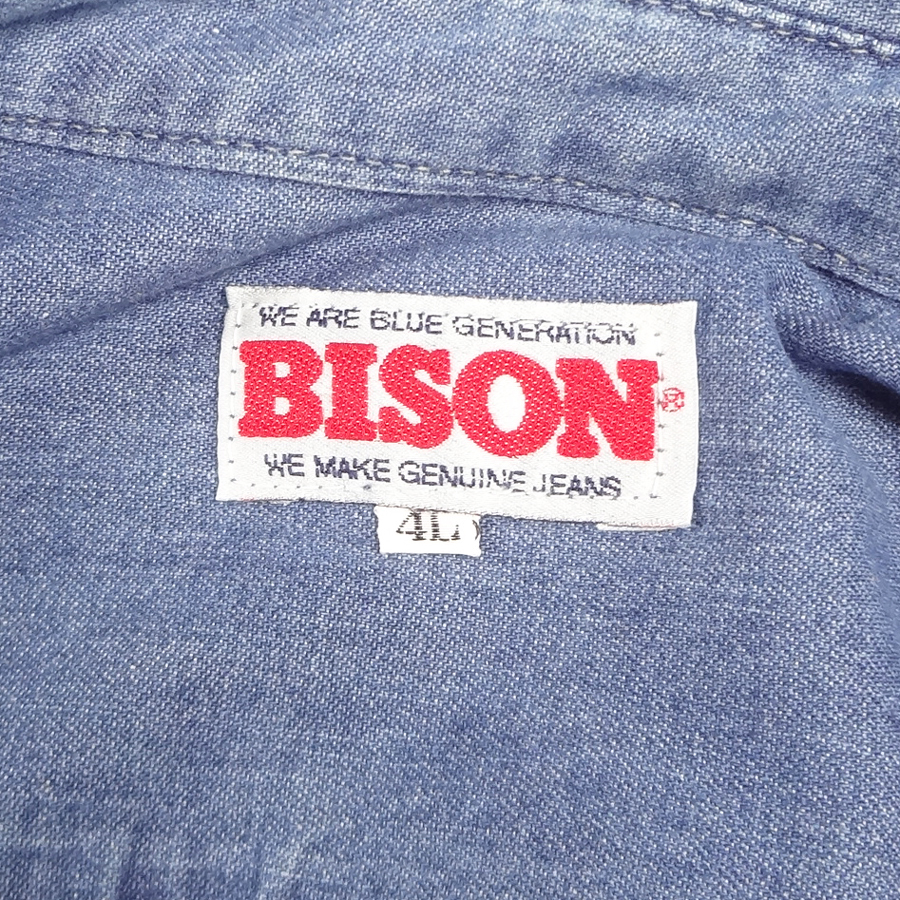 WE ARE BLUE GENERATION
BISON®
WE MAKE GENUINE JEANS
4L